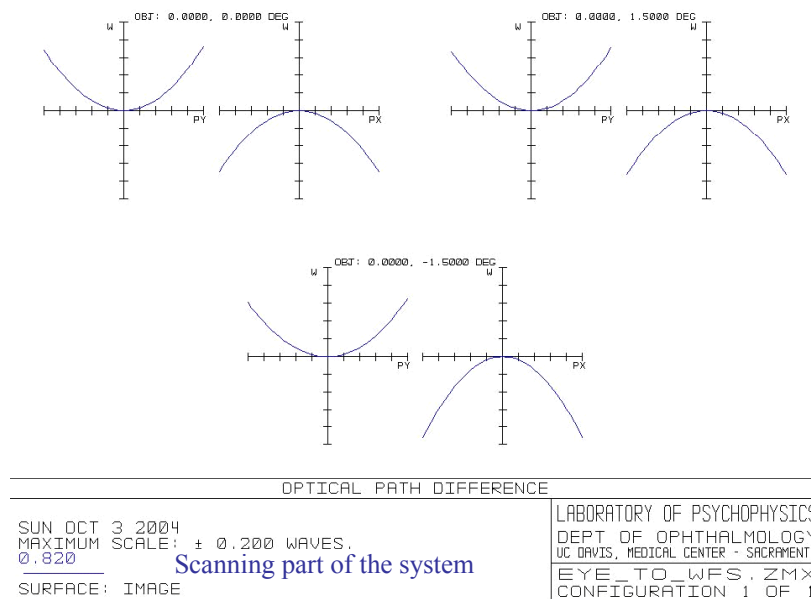 OBJ: 0.0000, 0.0000 DEG
W
W
PY
PX
OBJ: 0.0000, 1.5000 DEG
W
W
PY
PX
OBJ: 0.0000, -1.5000 DEG
W
W
PY
PX
OPTICAL PATH DIFFERENCE
SUN OCT 3 2004
MAXIMUM SCALE: ± 0.200 WAVES.
0.820
Scanning part of the system
SURFACE: IMAGE
LABORATORY OF PSYCHOPHYSICS
DEPT OF OPHTHALMOLOGY
UC DAVIS, MEDICAL CENTER - SACRAMENT
EYE_TO_WFS.ZMX
CONFIGURATION 1 OF